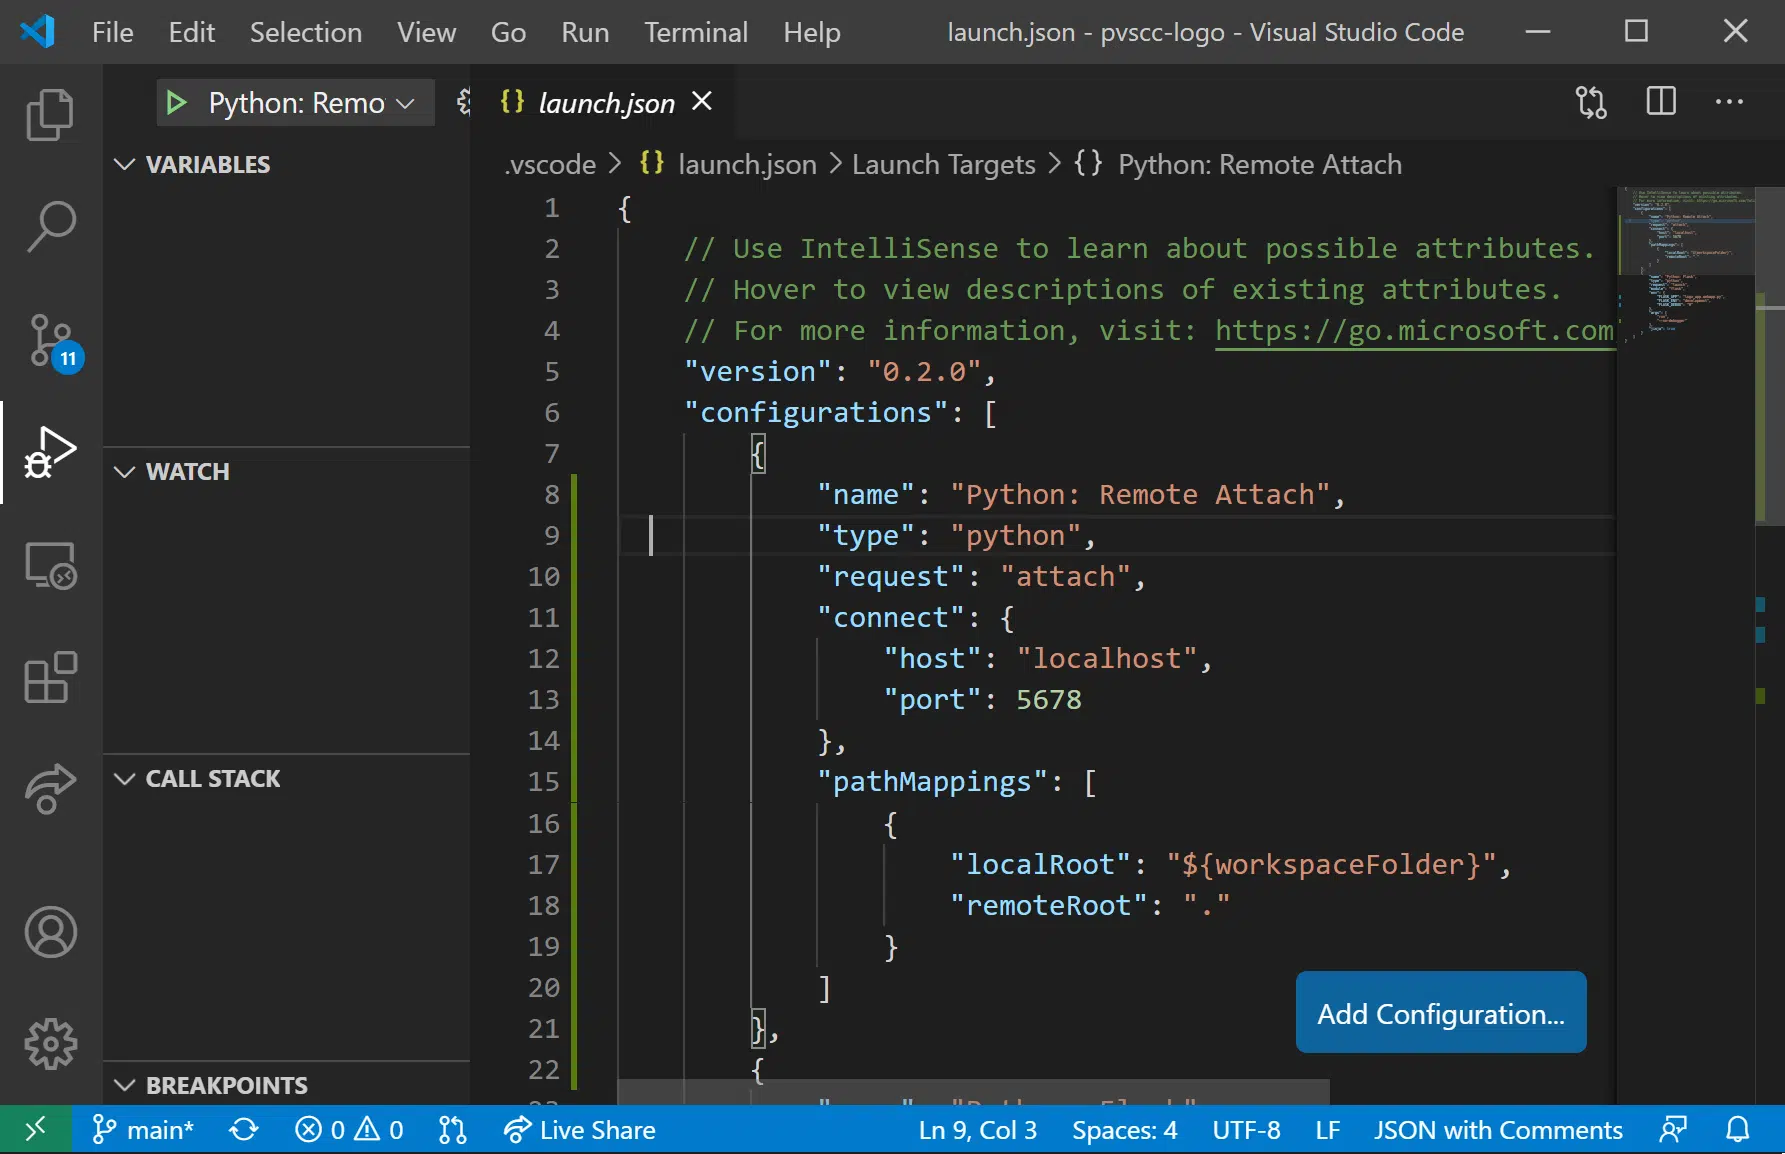 File Edit Selection View Go Run Terminal Help launch.json - pvscc-logo - Visual Studio Code
Python: Remo
{} launch.json
.vscode > {} launch.json > Launch Targets > {} Python: Remote Attach
VARIABLES
WATCH
CALL STACK
BREAKPOINTS
11
1 {
2 // Use IntelliSense to learn about possible attributes.
3 // Hover to view descriptions of existing attributes.
4 // For more information, visit: https://go.microsoft.com
5 "version": "0.2.0",
6 "configurations": [
7 {
8 "name": "Python: Remote Attach",
9 "type": "python",
10 "request": "attach",
11 "connect": {
12 "host": "localhost",
13 "port": 5678
14 },
15 "pathMappings": [
16 {
17 "localRoot": "${workspaceFolder}",
18 "remoteRoot": "."
19 }
20 ]
21 },
22 {
Add Configuration...
main* 0 0 Live Share Ln 9, Col 3 Spaces: 4 UTF-8 LF JSON with Comments